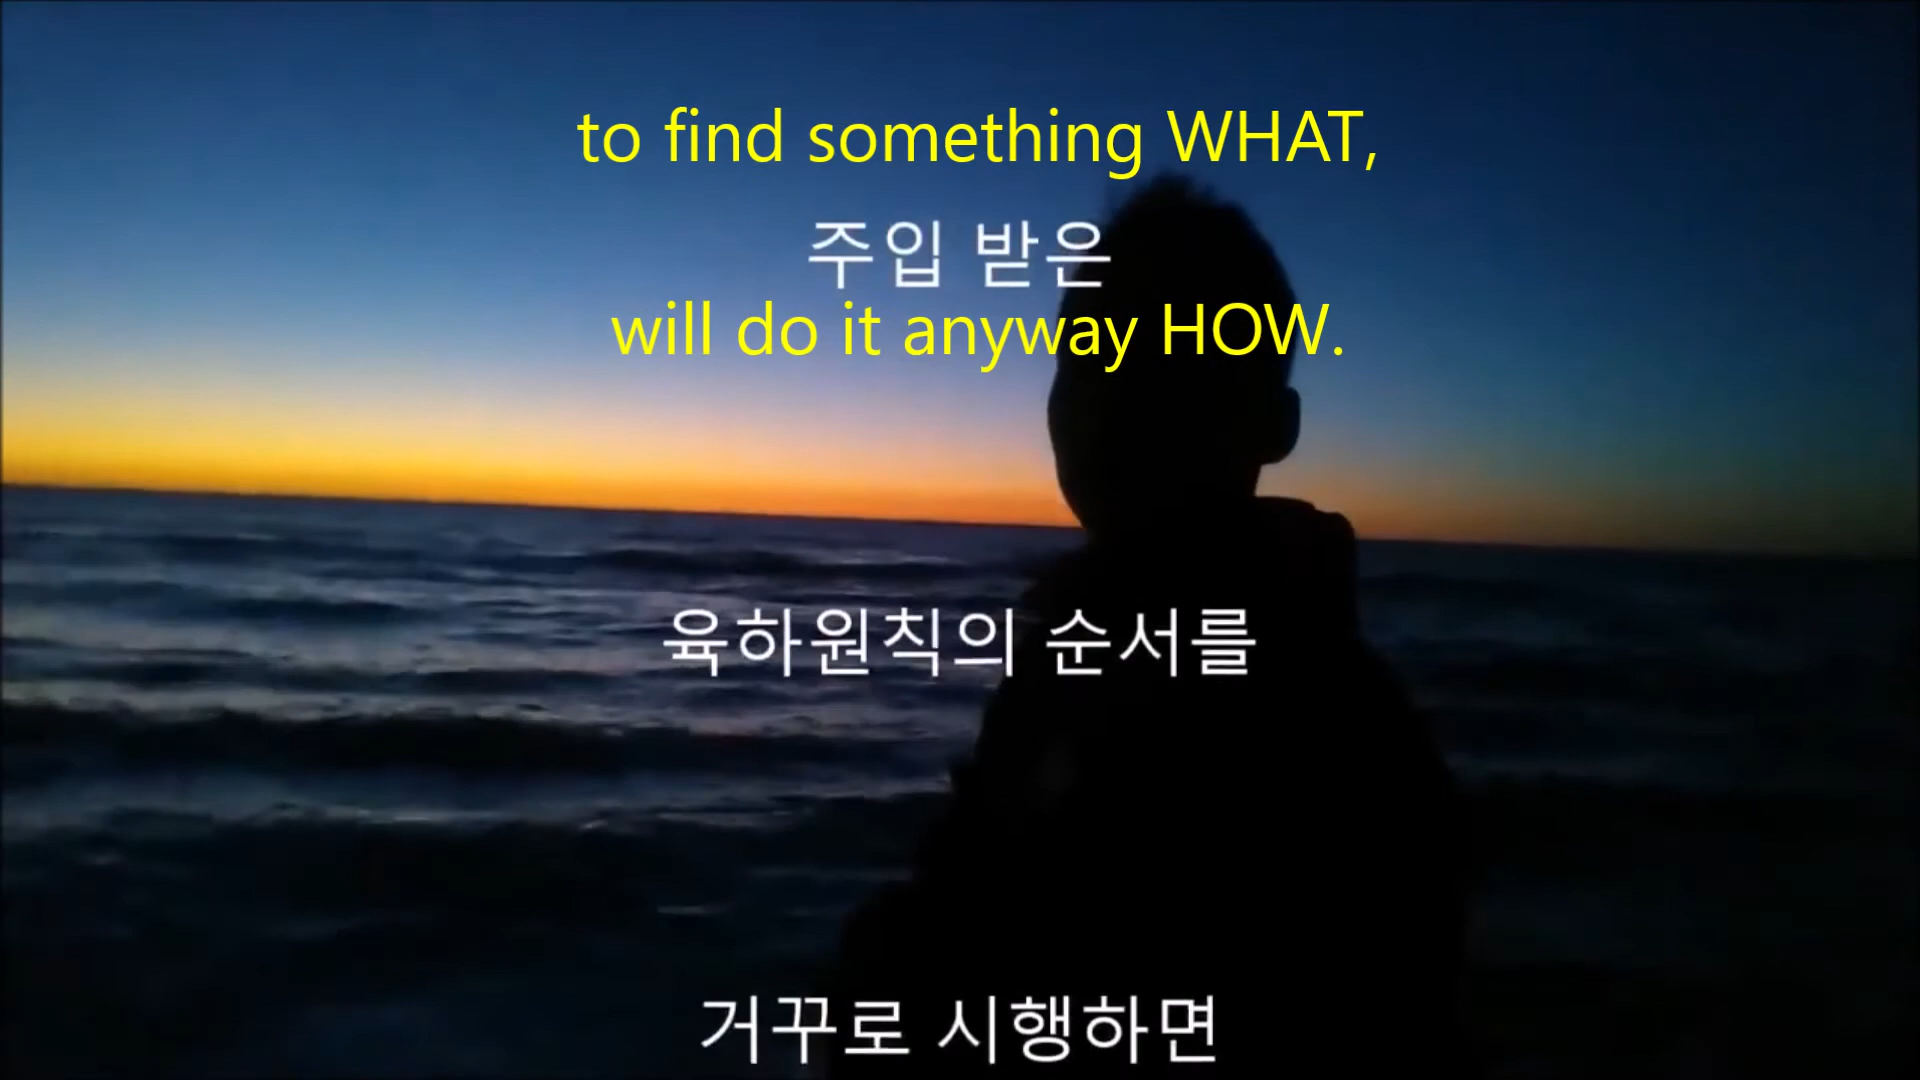 to find something WHAT,
주입 받은
will do it anyway HOW.
육하원칙의 순서를
거꾸로 시행하면